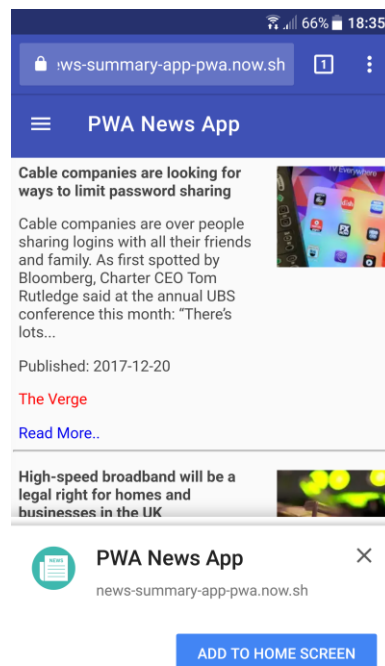 66% 18:35
ews-summary-app-pwa.now.sh 1
PWA News App
Cable companies are looking for
ways to limit password sharing
TV Everywhere
Cable companies are over people
sharing logins with all their friends
and family. As first spotted by
Bloomberg, Charter CEO Tom
Rutledge said at the annual UBS
conference this month: “There’s
lots...
Published: 2017-12-20
The Verge
Read More..
High-speed broadband will be a
legal right for homes and
businesses in the UK
NEWS
PWA News App
news-summary-app-pwa.now.sh
ADD TO HOME SCREEN